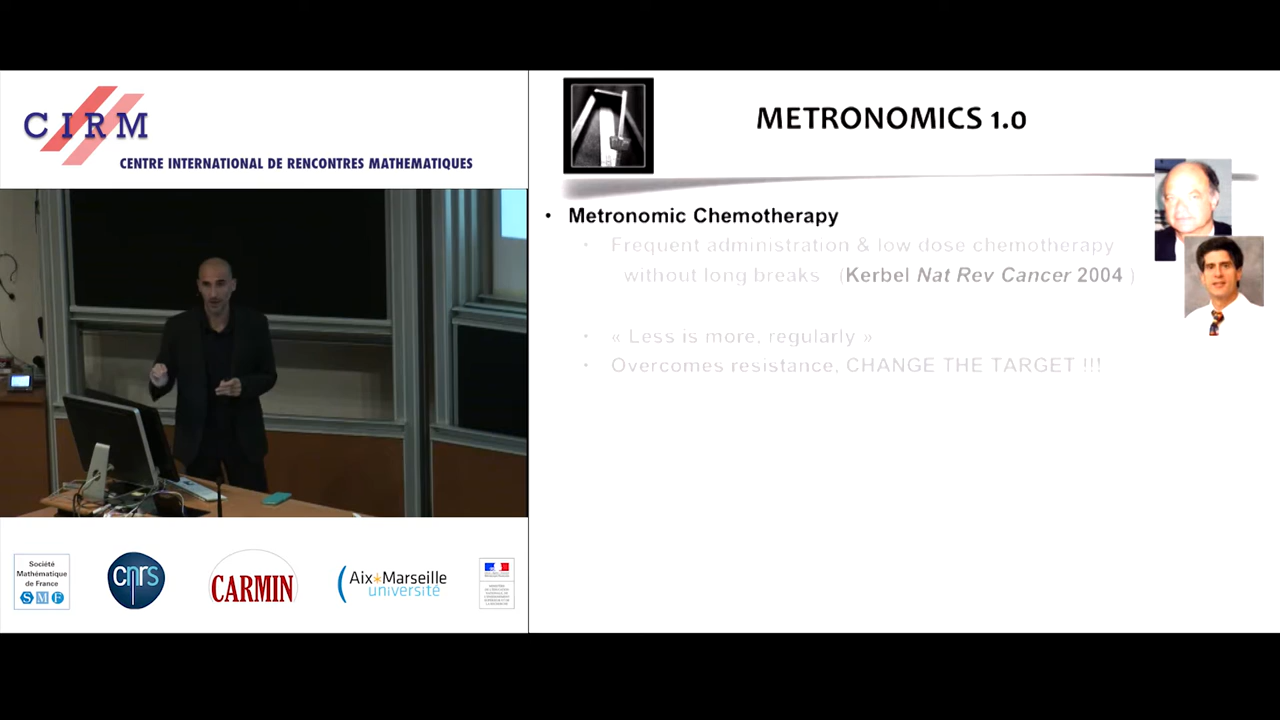 CIRM
CENTRE INTERNATIONAL DE RENCONTRES MATHEMATIQUES
METRONOMICS 1.0
• Metronomic Chemotherapy
• Frequent administration & low dose chemotherapy
without long breaks (Kerbel Nat Rev Cancer 2004 )
• « Less is more, regularly »
• Overcomes resistance, CHANGE THE TARGET !!!
Société
Mathématique
de France
SMF
cnrs
CARMIN
Aix*Marseille
université